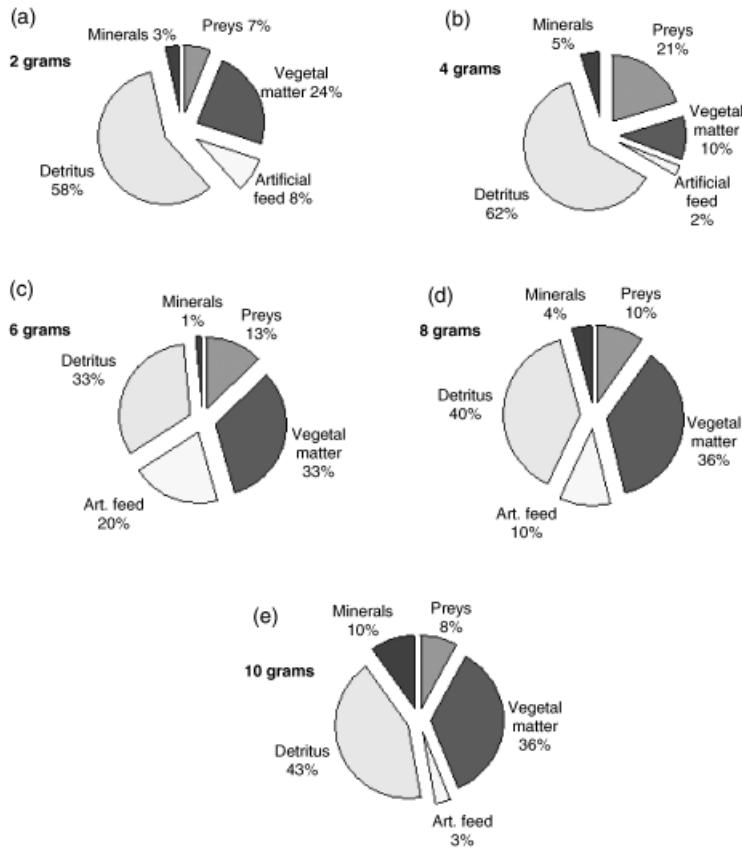 (a)
Minerals 3%
Preys 7%
2 grams
Vegetal
matter 24%
Detritus
58%
Artificial
feed 8%
(b)
Minerals
5%
Preys
21%
4 grams
Vegetal
matter
10%
Detritus
62%
Artificial
feed
2%
(c)
Minerals
1%
Preys
13%
6 grams
Detritus
33%
Vegetal
matter
33%
Art. feed
20%
(d)
Minerals
4%
Preys
10%
8 grams
Detritus
40%
Vegetal
matter
36%
Art. feed
10%
(e)
Minerals
10%
Preys
8%
10 grams
Vegetal
matter
36%
Detritus
43%
Art. feed
3%